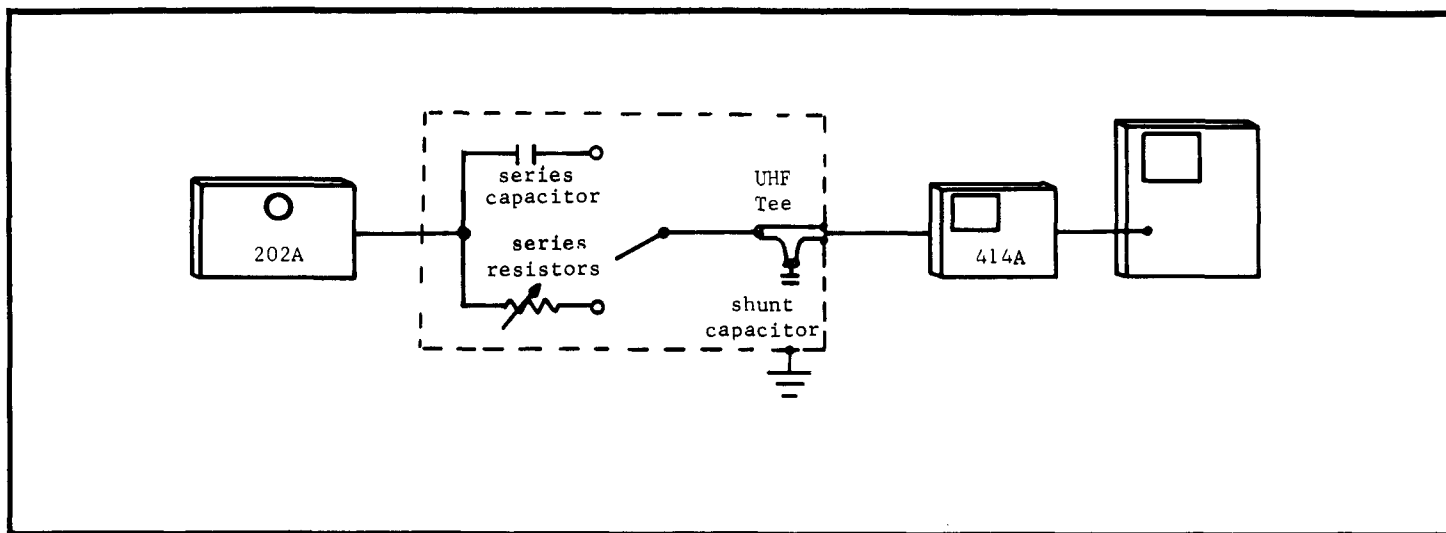 202A
series
capacitor
series
resistors
UHF
Tee
shunt
capacitor
414A